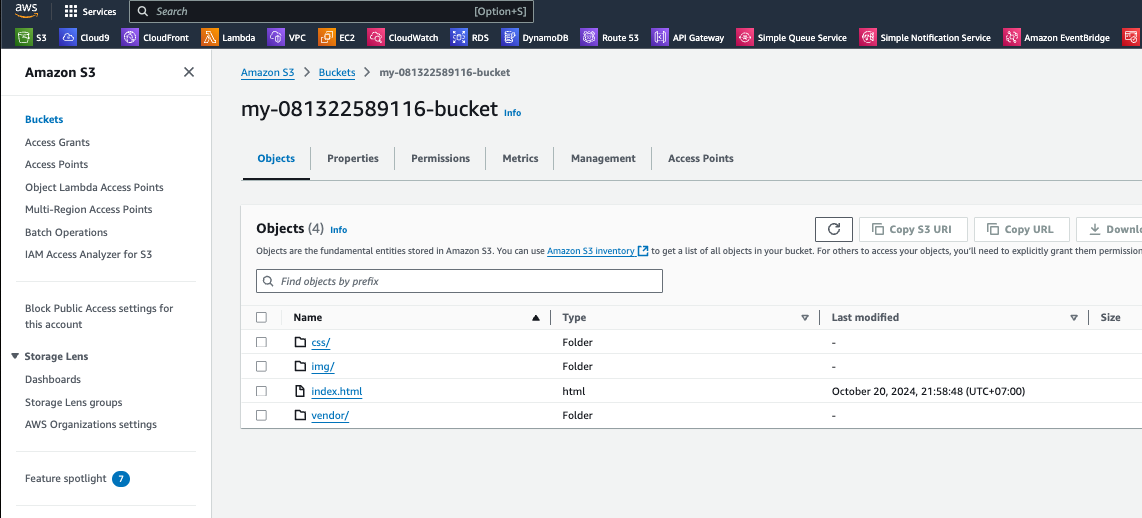 aws
Services
Search [Option+S]
S3 Cloud9 CloudFront Lambda VPC EC2 CloudWatch RDS DynamoDB Route 53 API Gateway Simple Queue Service Simple Notification Service Amazon EventBridge
Amazon S3
Buckets
Access Grants
Access Points
Object Lambda Access Points
Multi-Region Access Points
Batch Operations
IAM Access Analyzer for S3
Block Public Access settings for
this account
Storage Lens
Dashboards
Storage Lens groups
AWS Organizations settings
Feature spotlight 7
Amazon S3 > Buckets > my-081322589116-bucket
my-081322589116-bucket Info
Objects Properties Permissions Metrics Management Access Points
Objects (4) Info
Copy S3 URI Copy URL Downlo
Objects are the fundamental entities stored in Amazon S3. You can use Amazon S3 inventory to get a list of all objects in your bucket. For others to access your objects, you'll need to explicitly grant them permission
Find objects by prefix
Name Type Last modified Size
css/ Folder -
img/ Folder -
index.html html October 20, 2024, 21:58:48 (UTC+07:00)
vendor/ Folder -